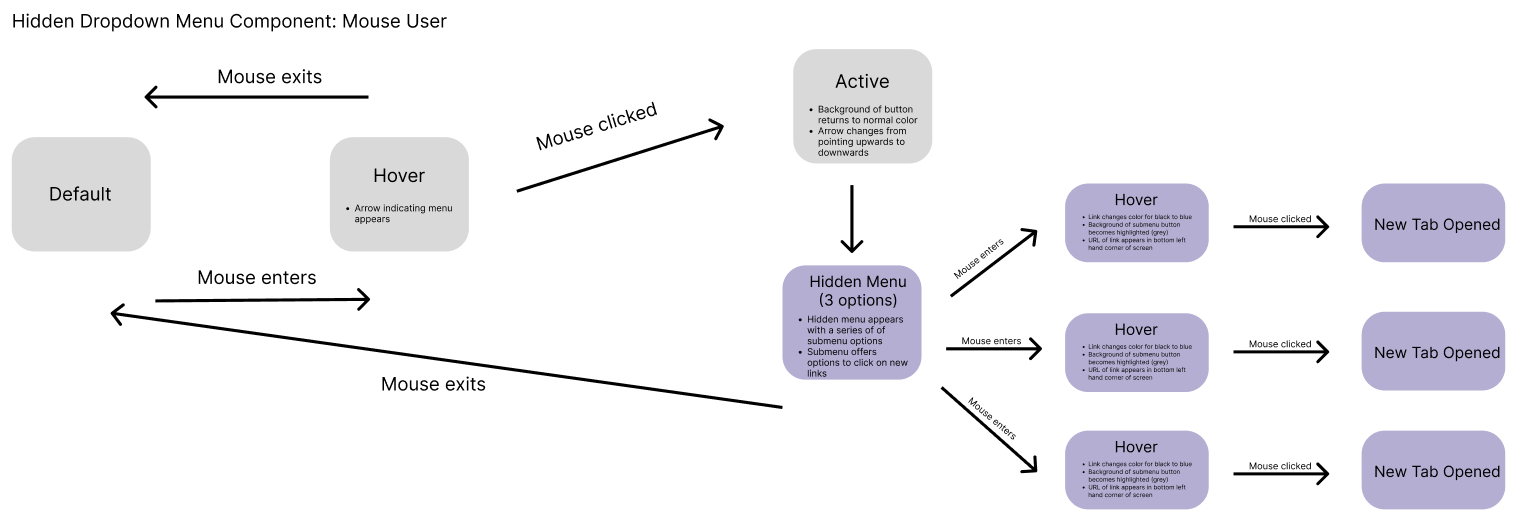 Hidden Dropdown Menu Component: Mouse User
Mouse exits
Default
Hover
• Arrow indicating menu
appears
Mouse enters
Mouse clicked
Active
• Background of button
returns to normal color
• Arrow changes from
pointing upwards to
downwards
Hidden Menu
(3 options)
• Hidden menu appears
with a series of of
submenu options
• Submenu offers
options to click on new
links
Mouse exits
Mouse enters
Hover
• Link changes color for black to blue
• Background of submenu button
becomes highlighted (grey)
• URL of link appears in bottom left
hand corner of screen
Mouse clicked
New Tab Opened
Mouse enters
Hover
• Link changes color for black to blue
• Background of submenu button
becomes highlighted (grey)
• URL of link appears in bottom left
hand corner of screen
Mouse clicked
New Tab Opened
Mouse enters
Hover
• Link changes color for black to blue
• Background of submenu button
becomes highlighted (grey)
• URL of link appears in bottom left
hand corner of screen
Mouse clicked
New Tab Opened